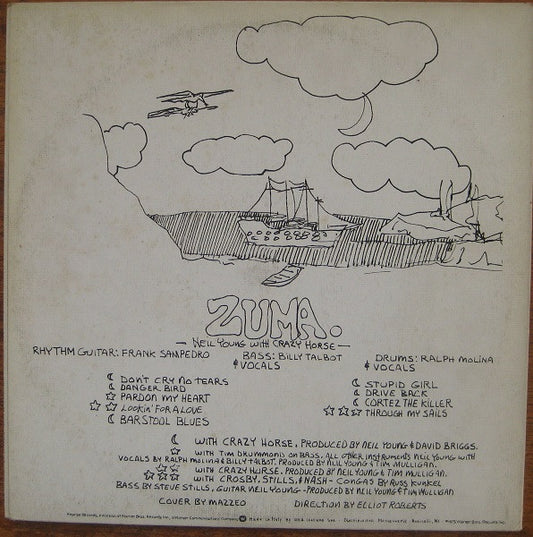 ZUMA.
— NEIL YOUNG WITH CRAZY HORSE —
RHYTHM GUITAR: FRANK SAMPEDRO BASS: BILLY TALBOT & VOCALS DRUMS: RALPH MOLINA & VOCALS
DON'T CRY NO TEARS
DANGER BIRD
PARDON MY HEART
LOOKIN' FOR A LOVE
BARSTOOL BLUES
STUPID GIRL
DRIVE BACK
CORTEZ THE KILLER
THROUGH MY SAILS
WITH CRAZY HORSE, PRODUCED BY NEIL YOUNG & DAVID BRIGGS.
WITH TIM DRUMMOND ON BASS. ALL OTHER INSTRUMENTS NEIL YOUNG WITH
VOCALS BY RALPH MOLINA & BILLY TALBOT. PRODUCED BY NEIL YOUNG & TIM MULLIGAN.
WITH CRAZY HORSE. PRODUCED BY NEIL YOUNG & TIM MULLIGAN.
WITH CROSBY, STILLS, & NASH - CONGAS BY RUSS KUNKEL
BASS BY STEVE STILLS, GUITAR NEIL YOUNG - PRODUCED BY NEIL YOUNG & TIM MULLIGAN
COVER BY MAZZEO DIRECTION BY ELLIOT ROBERTS